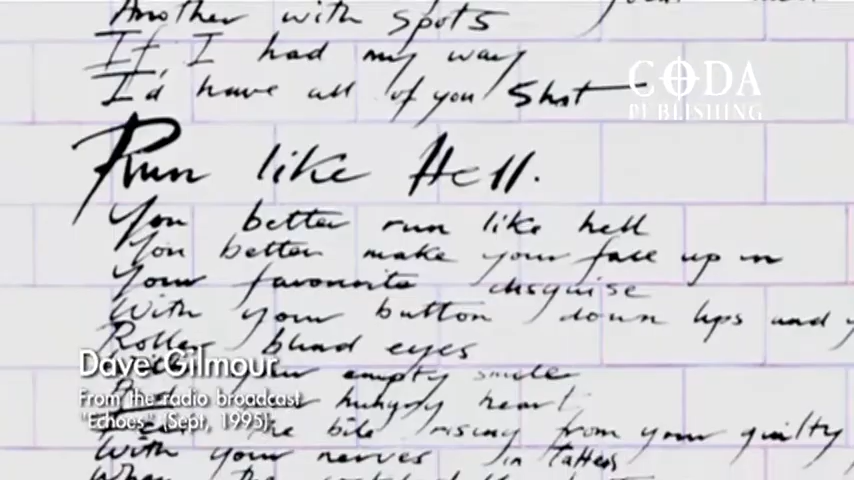 Another with spots
If I had my way
I'd have all of you Shot
CODA
PUBLISHING
Run like Hell.
You better run like hell
You better make your face up in
Your favourite disguise
With your button down lips and y
Roller blind eyes
your empty smile
hungry heart
the bile rising from your guilty
With your nerves in tatters
When the
Dave Gilmour
From the radio broadcast
"Echoes" (Sept, 1995)